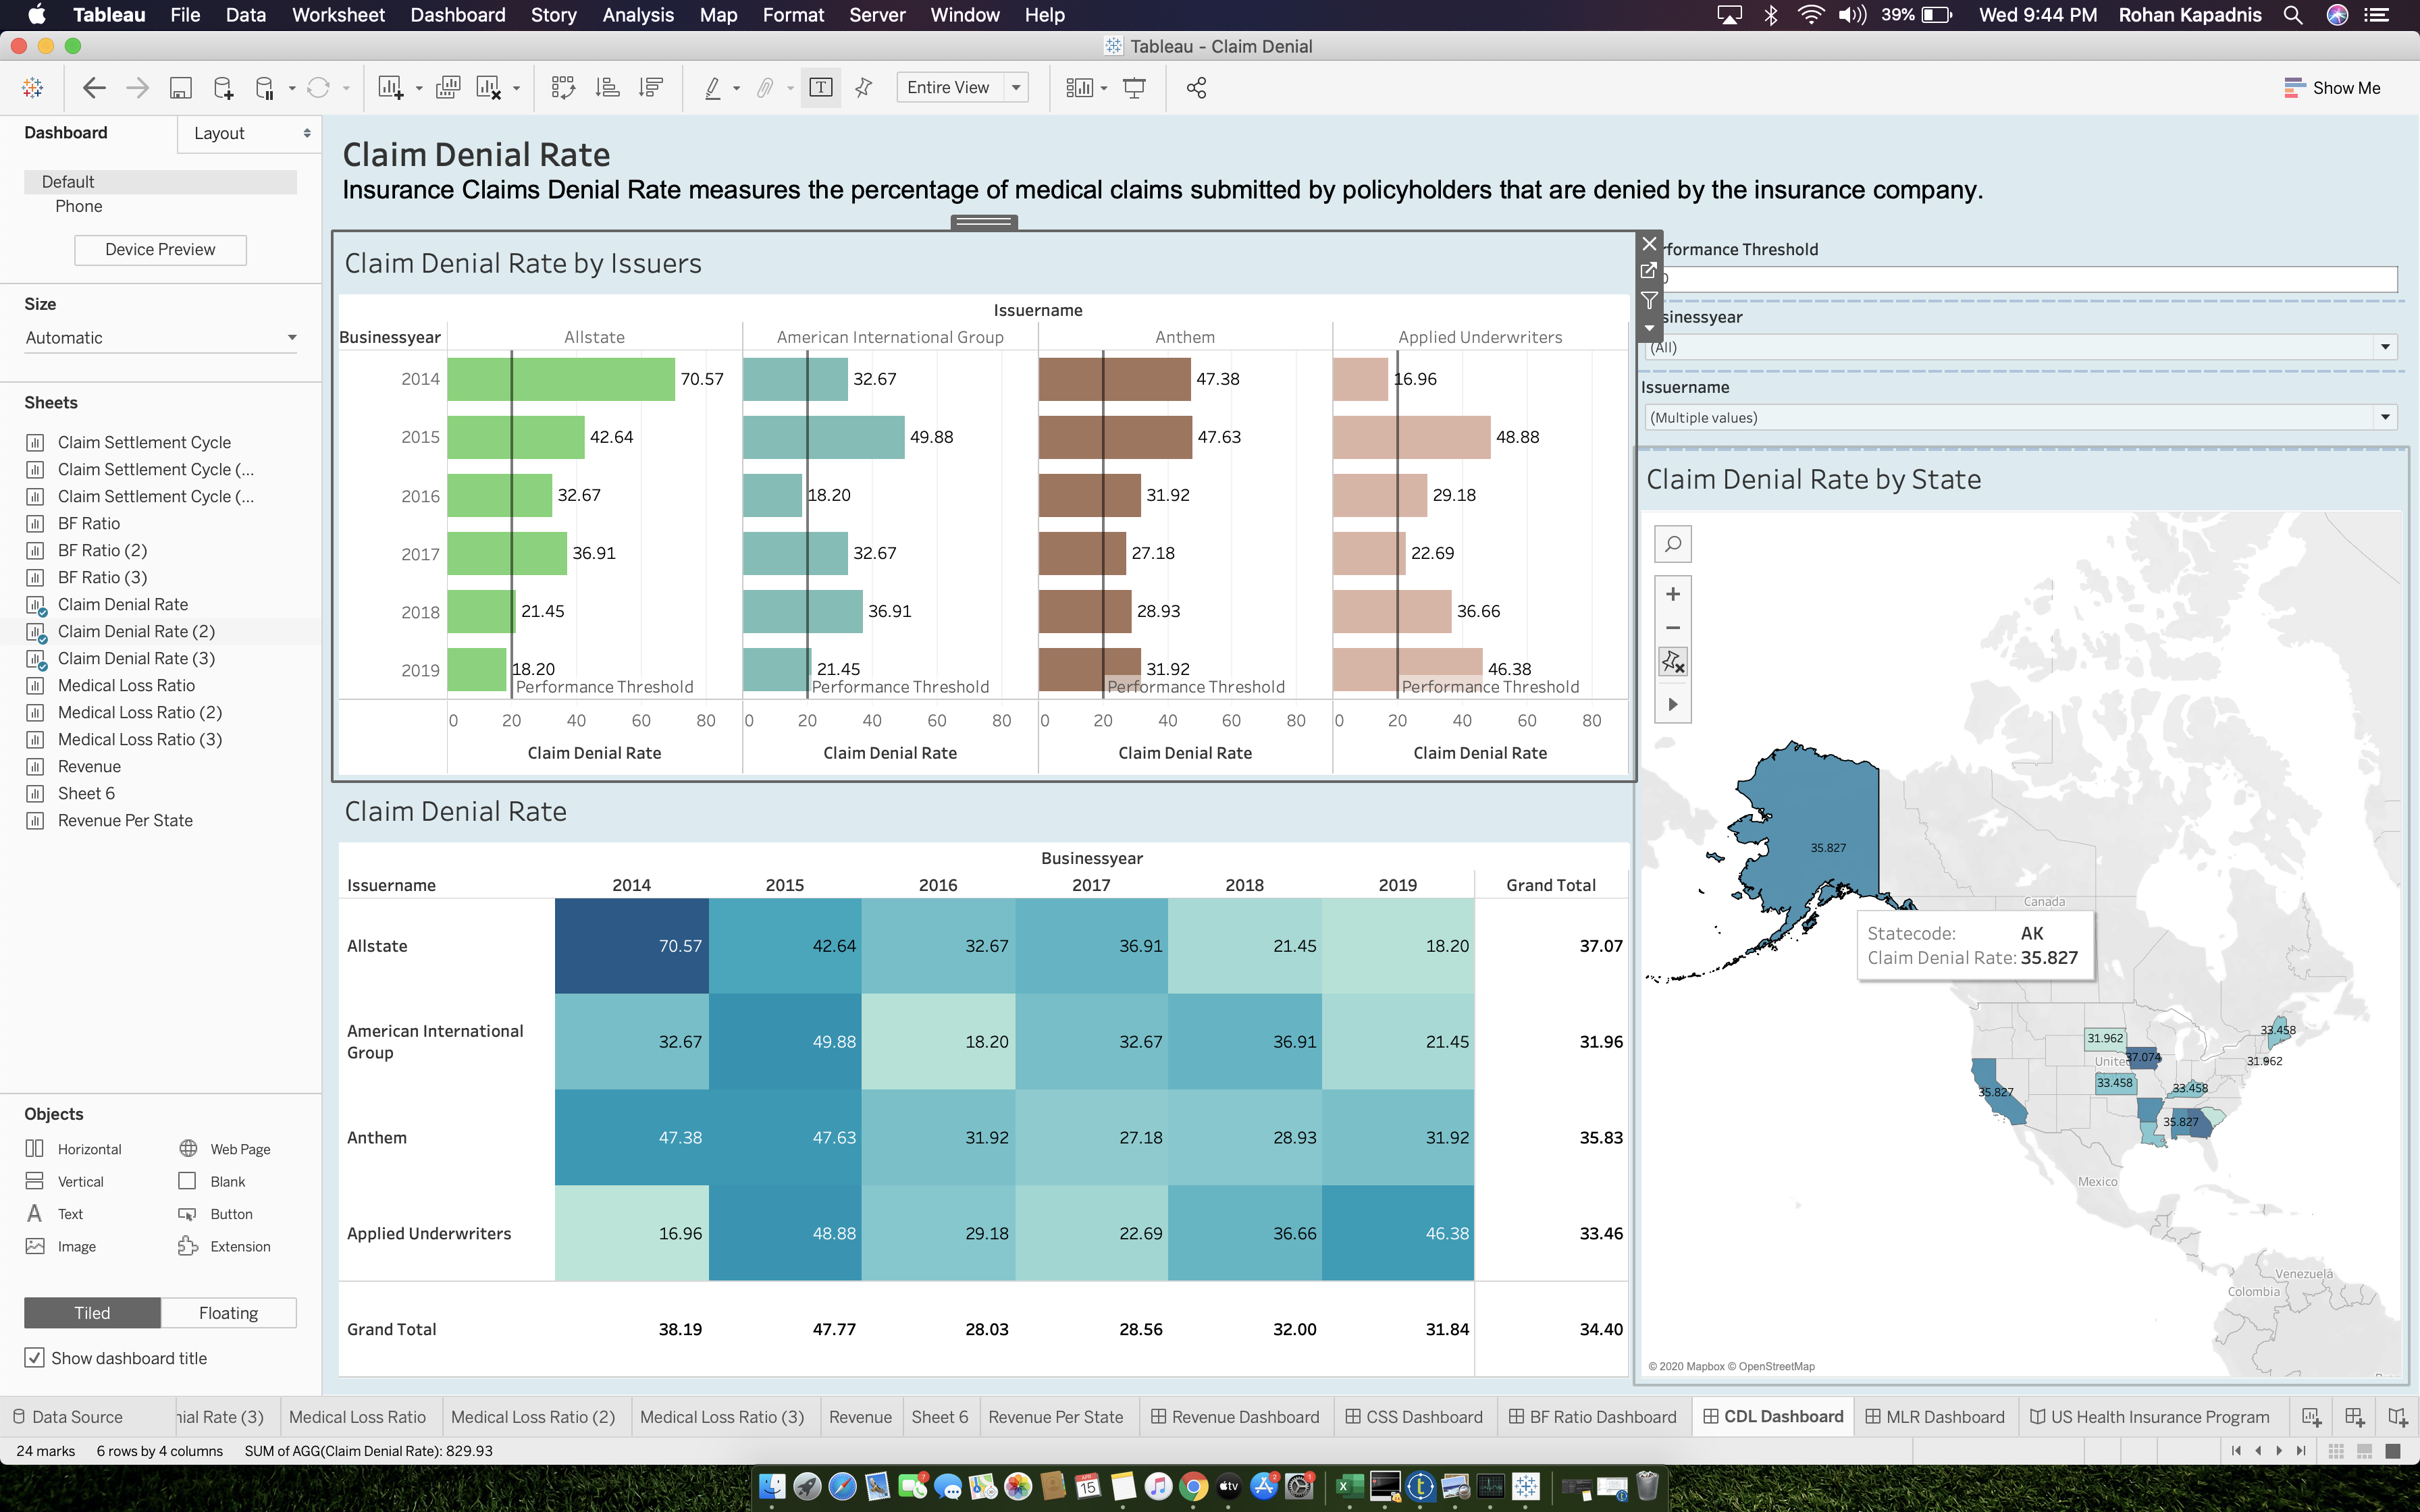 Tableau File Data Worksheet Dashboard Story Analysis Map Format Server Window Help 39% Wed 9:44 PM Rohan Kapadnis
Tableau - Claim Denial
Entire View Show Me
Dashboard Layout
Default
Phone
Device Preview
Size
Automatic
Sheets
Claim Settlement Cycle
Claim Settlement Cycle (...
Claim Settlement Cycle (...
BF Ratio
BF Ratio (2)
BF Ratio (3)
Claim Denial Rate
Claim Denial Rate (2)
Claim Denial Rate (3)
Medical Loss Ratio
Medical Loss Ratio (2)
Medical Loss Ratio (3)
Revenue
Sheet 6
Revenue Per State
Objects
Horizontal Web Page
Vertical Blank
Text Button
Image Extension
Tiled Floating
Show dashboard title
Claim Denial Rate
Insurance Claims Denial Rate measures the percentage of medical claims submitted by policyholders that are denied by the insurance company.
Claim Denial Rate by Issuers
Issuername
Businessyear Allstate American International Group Anthem Applied Underwriters
2014 70.57 32.67 47.38 16.96
2015 42.64 49.88 47.63 48.88
2016 32.67 18.20 31.92 29.18
2017 36.91 32.67 27.18 22.69
2018 21.45 36.91 28.93 36.66
2019 18.20 21.45 31.92 46.38
Performance Threshold Performance Threshold Performance Threshold Performance Threshold
0 20 40 60 80 0 20 40 60 80 0 20 40 60 80 0 20 40 60 80
Claim Denial Rate Claim Denial Rate Claim Denial Rate Claim Denial Rate
rformance Threshold
sinessyear
(All)
Issuername
(Multiple values)
Claim Denial Rate
Businessyear
Issuername 2014 2015 2016 2017 2018 2019 Grand Total
Allstate 70.57 42.64 32.67 36.91 21.45 18.20 37.07
American International
Group 32.67 49.88 18.20 32.67 36.91 21.45 31.96
Anthem 47.38 47.63 31.92 27.18 28.93 31.92 35.83
Applied Underwriters 16.96 48.88 29.18 22.69 36.66 46.38 33.46
Grand Total 38.19 47.77 28.03 28.56 32.00 31.84 34.40
Claim Denial Rate by State
35.827
Canada
Statecode: AK
Claim Denial Rate: 35.827
33.458
31.962
Unite 37.074 31.962
33.458 33.458
35.827
35.827
Mexico
Venezuela
Colombia
© 2020 Mapbox © OpenStreetMap
Data Source nial Rate (3) Medical Loss Ratio Medical Loss Ratio (2) Medical Loss Ratio (3) Revenue Sheet 6 Revenue Per State Revenue Dashboard CSS Dashboard BF Ratio Dashboard CDL Dashboard MLR Dashboard US Health Insurance Program
24 marks 6 rows by 4 columns SUM of AGG(Claim Denial Rate): 829.93
APR
15
tv